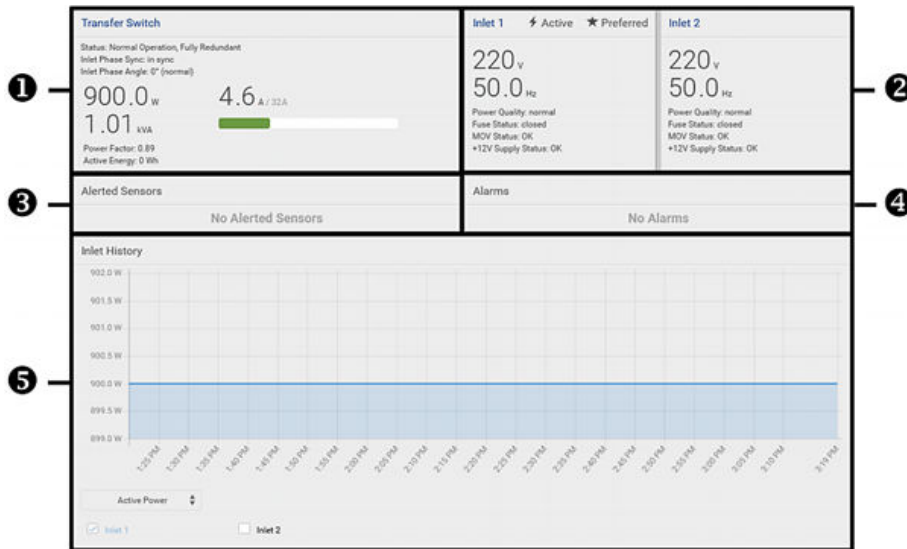 Transfer Switch
Status: Normal Operation, Fully Redundant
Inlet Phase Sync: in sync
Inlet Phase Angle: 0° (normal)
900.0 W
4.6 A / 32A
1.01 kVA
Power Factor: 0.89
Active Energy: 0 Wh
❶
Inlet 1 Active Preferred
220 V
50.0 Hz
Power Quality: normal
Fuse Status: closed
MOV Status: OK
+12V Supply Status: OK
Inlet 2
220 V
50.0 Hz
Power Quality: normal
Fuse Status: closed
MOV Status: OK
+12V Supply Status: OK
❷
❸
Alerted Sensors
No Alerted Sensors
Alarms
No Alarms
❹
❺
Inlet History
902.0 W
901.5 W
901.0 W
900.5 W
900.0 W
899.5 W
899.0 W
1:25 PM 1:30 PM 1:35 PM 1:40 PM 1:45 PM 1:50 PM 1:55 PM 2:00 PM 2:05 PM 2:10 PM 2:15 PM 2:20 PM 2:25 PM 2:30 PM 2:35 PM 2:40 PM 2:45 PM 2:50 PM 2:55 PM 3:00 PM 3:05 PM 3:10 PM 3:19 PM
Active Power
Inlet 1 Inlet 2